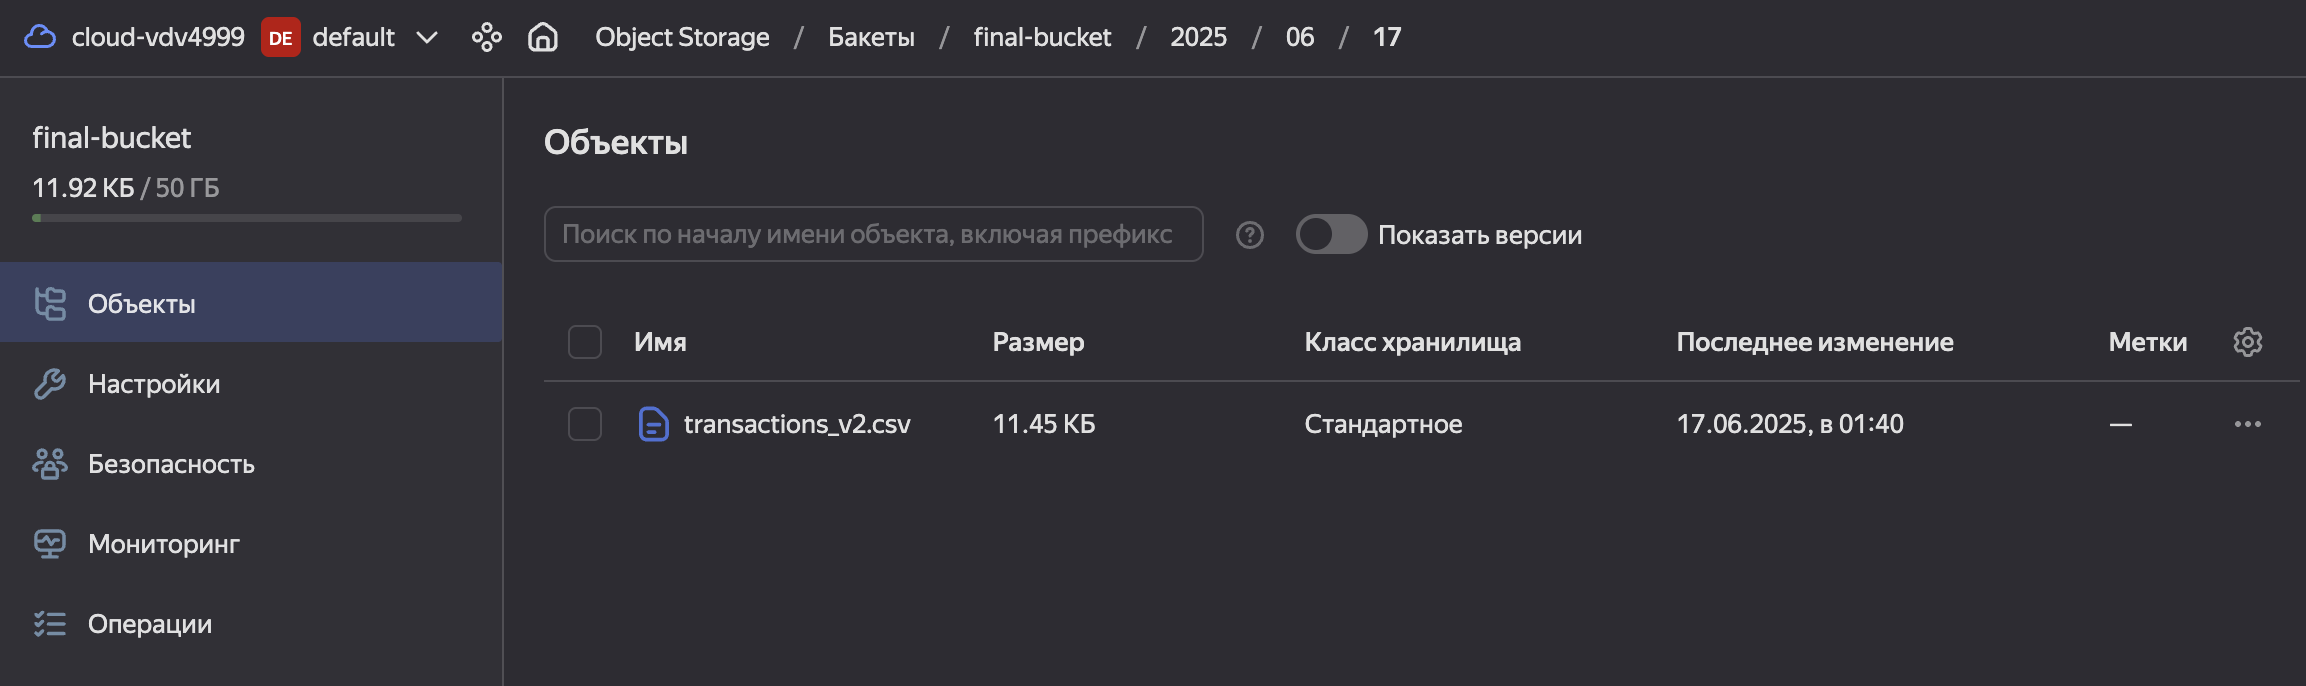 cloud-vdv4999 DE default Object Storage / Бакеты / final-bucket / 2025 / 06 / 17
final-bucket
11.92 КБ / 50 ГБ
Объекты
Настройки
Безопасность
Мониторинг
Операции
Объекты
Поиск по началу имени объекта, включая префикс ? Показать версии
Имя Размер Класс хранилища Последнее изменение Метки
transactions_v2.csv 11.45 КБ Стандартное 17.06.2025, в 01:40 — ···